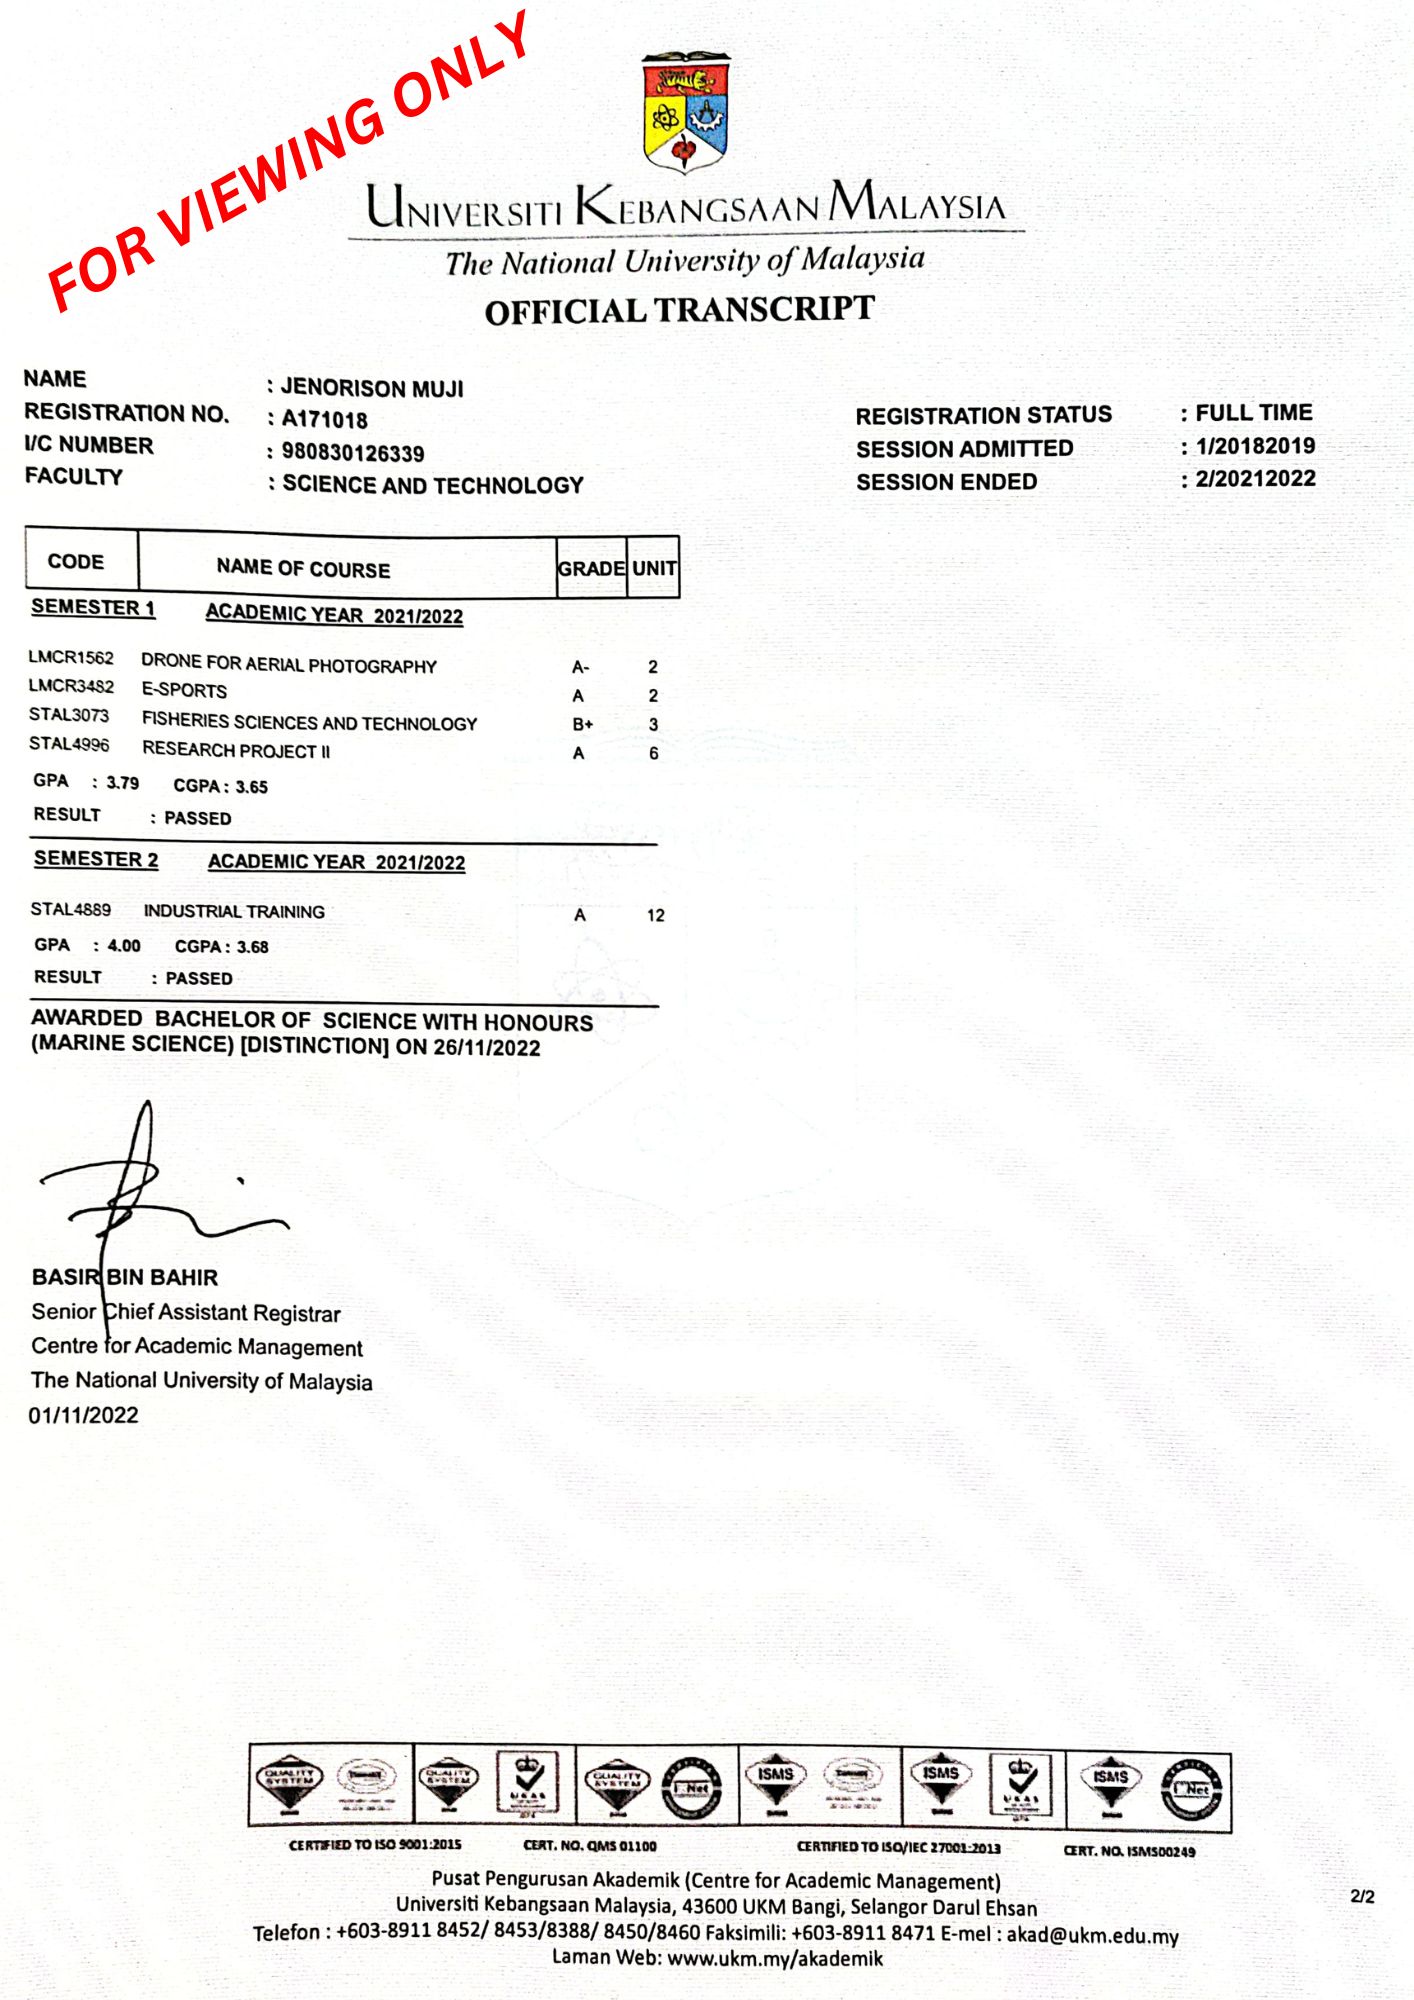 FOR VIEWING ONLY
UNIVERSITI KEBANGSAAN MALAYSIA
The National University of Malaysia
OFFICIAL TRANSCRIPT
NAME : JENORISON MUJI
REGISTRATION NO. : A171018
I/C NUMBER : 980830126339
FACULTY : SCIENCE AND TECHNOLOGY
REGISTRATION STATUS : FULL TIME
SESSION ADMITTED : 1/20182019
SESSION ENDED : 2/20212022
CODE NAME OF COURSE GRADE UNIT
SEMESTER 1 ACADEMIC YEAR 2021/2022
LMCR1562 DRONE FOR AERIAL PHOTOGRAPHY A- 2
LMCR3482 E-SPORTS A 2
STAL3073 FISHERIES SCIENCES AND TECHNOLOGY B+ 3
STAL4996 RESEARCH PROJECT II A 6
GPA : 3.79 CGPA : 3.65
RESULT : PASSED
SEMESTER 2 ACADEMIC YEAR 2021/2022
STAL4889 INDUSTRIAL TRAINING A 12
GPA : 4.00 CGPA : 3.68
RESULT : PASSED
AWARDED BACHELOR OF SCIENCE WITH HONOURS
(MARINE SCIENCE) [DISTINCTION] ON 26/11/2022
BASIR BIN BAHIR
Senior Chief Assistant Registrar
Centre for Academic Management
The National University of Malaysia
01/11/2022
QUALITY SYSTEM QUALITY SYSTEM UKAS QUALITY SYSTEM IQNet ISMS ISMS UKAS ISMS IQNet
CERTIFIED TO ISO 9001:2015 CERT. NO. QMS 01100 CERTIFIED TO ISO/IEC 27001:2013 CERT. NO. ISMS00249
Pusat Pengurusan Akademik (Centre for Academic Management)
Universiti Kebangsaan Malaysia, 43600 UKM Bangi, Selangor Darul Ehsan
Telefon : +603-8911 8452/ 8453/8388/ 8450/8460 Faksimili: +603-8911 8471 E-mel : akad@ukm.edu.my
Laman Web: www.ukm.my/akademik
2/2